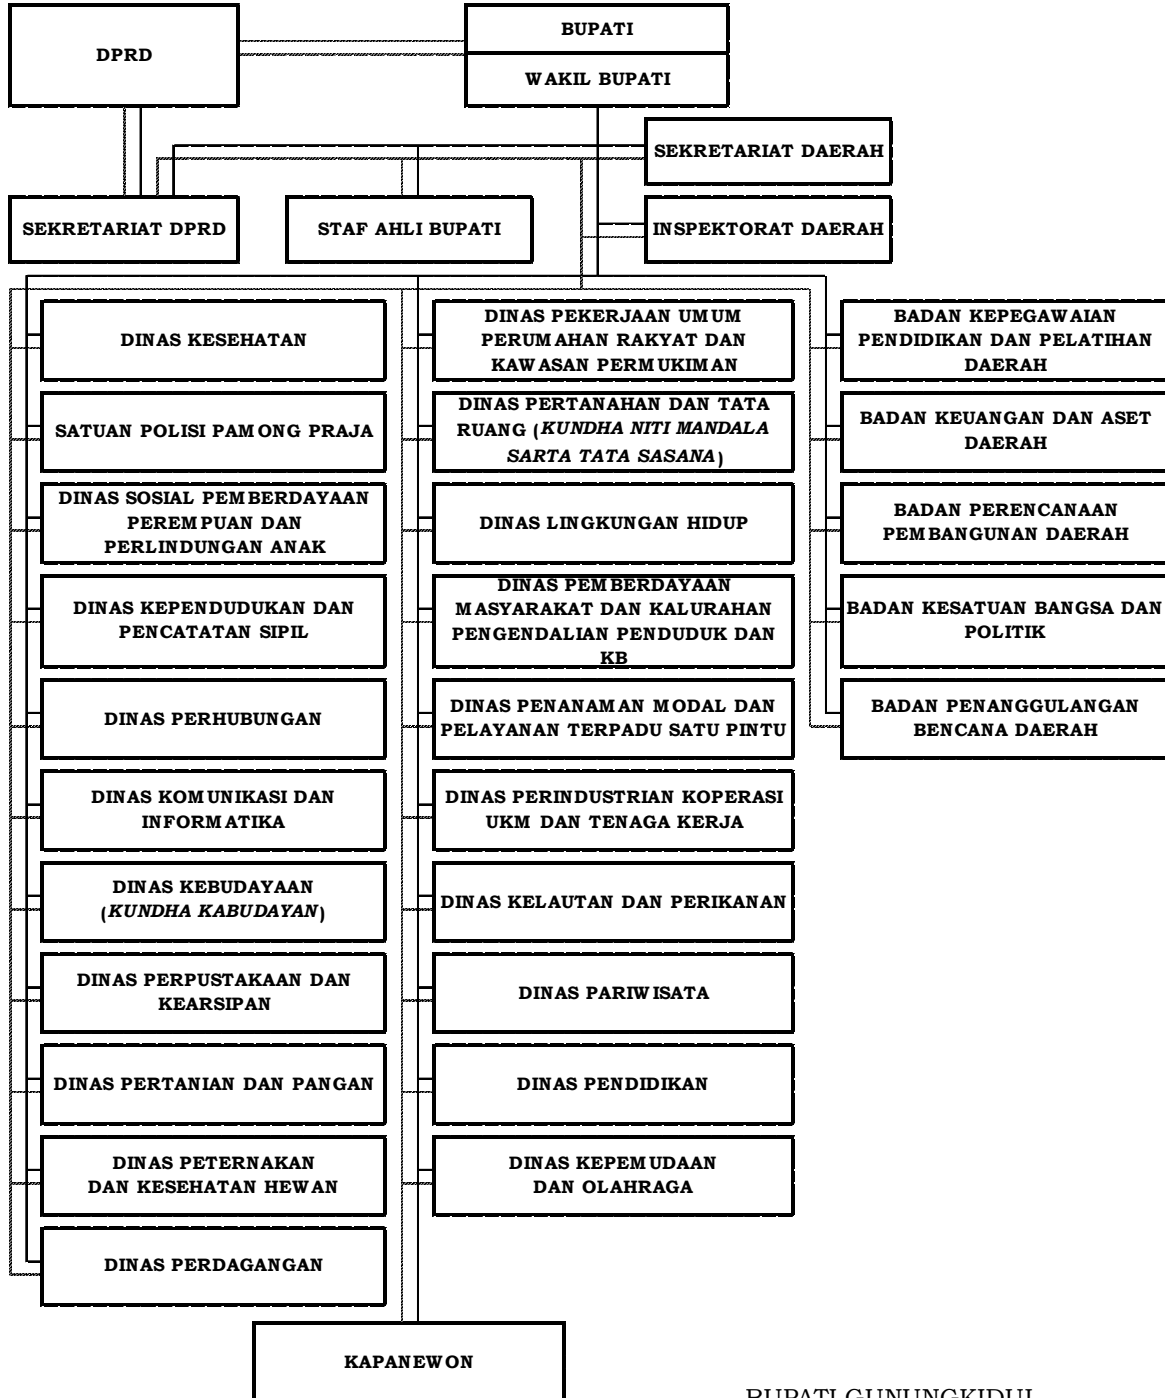 DPRD
BUPATI
WAKIL BUPATI
SEKRETARIAT DAERAH
SEKRETARIAT DPRD
STAF AHLI BUPATI
INSPEKTORAT DAERAH
DINAS KESEHATAN
SATUAN POLISI PAMONG PRAJA
DINAS SOSIAL PEMBERDAYAAN
PEREMPUAN DAN
PERLINDUNGAN ANAK
DINAS KEPENDUDUKAN DAN
PENCATATAN SIPIL
DINAS PERHUBUNGAN
DINAS KOMUNIKASI DAN
INFORMATIKA
DINAS KEBUDAYAAN
(KUNDHA KABUDAYAN)
DINAS PERPUSTAKAAN DAN
KEARSIPAN
DINAS PERTANIAN DAN PANGAN
DINAS PETERNAKAN
DAN KESEHATAN HEWAN
DINAS PERDAGANGAN
DINAS PEKERJAAN UMUM
PERUMAHAN RAKYAT DAN
KAWASAN PERMUKIMAN
DINAS PERTANAHAN DAN TATA
RUANG (KUNDHA NITI MANDALA
SARTA TATA SASANA)
DINAS LINGKUNGAN HIDUP
DINAS PEMBERDAYAAN
MASYARAKAT DAN KALURAHAN
PENGENDALIAN PENDUDUK DAN
KB
DINAS PENANAMAN MODAL DAN
PELAYANAN TERPADU SATU PINTU
DINAS PERINDUSTRIAN KOPERASI
UKM DAN TENAGA KERJA
DINAS KELAUTAN DAN PERIKANAN
DINAS PARIWISATA
DINAS PENDIDIKAN
DINAS KEPEMUDAAN
DAN OLAHRAGA
BADAN KEPEGAWAIAN
PENDIDIKAN DAN PELATIHAN
DAERAH
BADAN KEUANGAN DAN ASET
DAERAH
BADAN PERENCANAAN
PEMBANGUNAN DAERAH
BADAN KESATUAN BANGSA DAN
POLITIK
BADAN PENANGGULANGAN
BENCANA DAERAH
KAPANEWON
BUPATI GUNUNGKIDUL